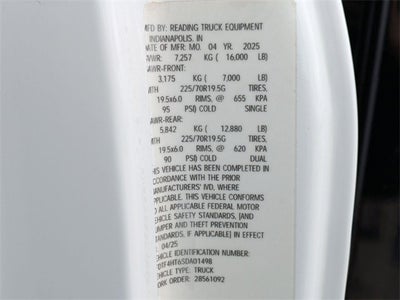 MFD BY: READING TRUCK EQUIPMENT
INDIANAPOLIS, IN
DATE OF MFR: MO. 04 YR. 2025
GVWR: 7,257 KG ( 16,000 LB)
GAWR-FRONT:
3,175 KG ( 7,000 LB)
WITH 225/70R19.5G TIRES,
19.5x6.0 RIMS, @ 655 KPA
95 PSI) COLD SINGLE
GAWR-REAR:
5,842 KG ( 12,880 LB)
WITH 225/70R19.5G TIRES,
19.5x6.0 RIMS, @ 620 KPA
90 PSI) COLD DUAL
THIS VEHICLE HAS BEEN COMPLETED IN
ACCORDANCE WITH THE PRIOR
MANUFACTURERS' IVD, WHERE APPLICABLE.
THIS VEHICLE CONFORMS
TO ALL APPLICABLE FEDERAL MOTOR
VEHICLE SAFETY STANDARDS, [AND
BUMPER AND THEFT PREVENTION
STANDARDS, IF APPLICABLE] IN EFFECT
04/25
VEHICLE IDENTIFICATION NUMBER:
VEHICLE TYPE: TRUCK
WORK ORDER: 28561092